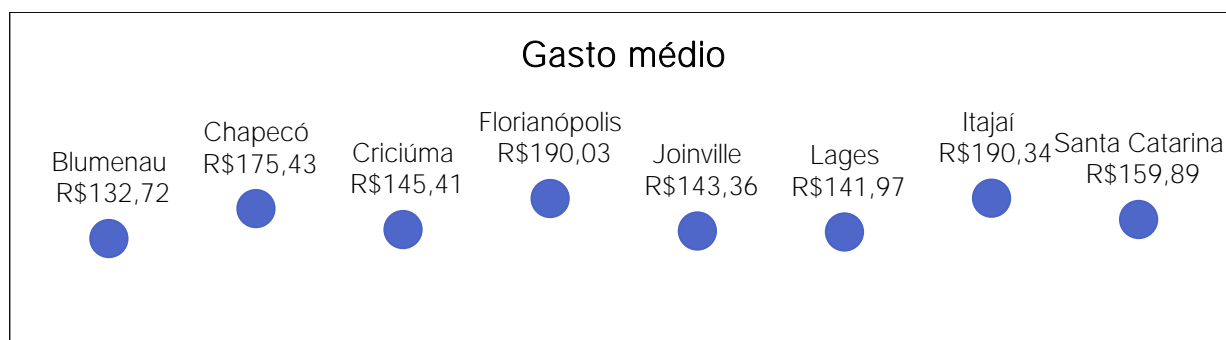 Gasto médio
Blumenau
R$132,72
Chapecó
R$175,43
Criciúma
R$145,41
Florianópolis
R$190,03
Joinville
R$143,36
Lages
R$141,97
Itajaí
R$190,34
Santa Catarina
R$159,89